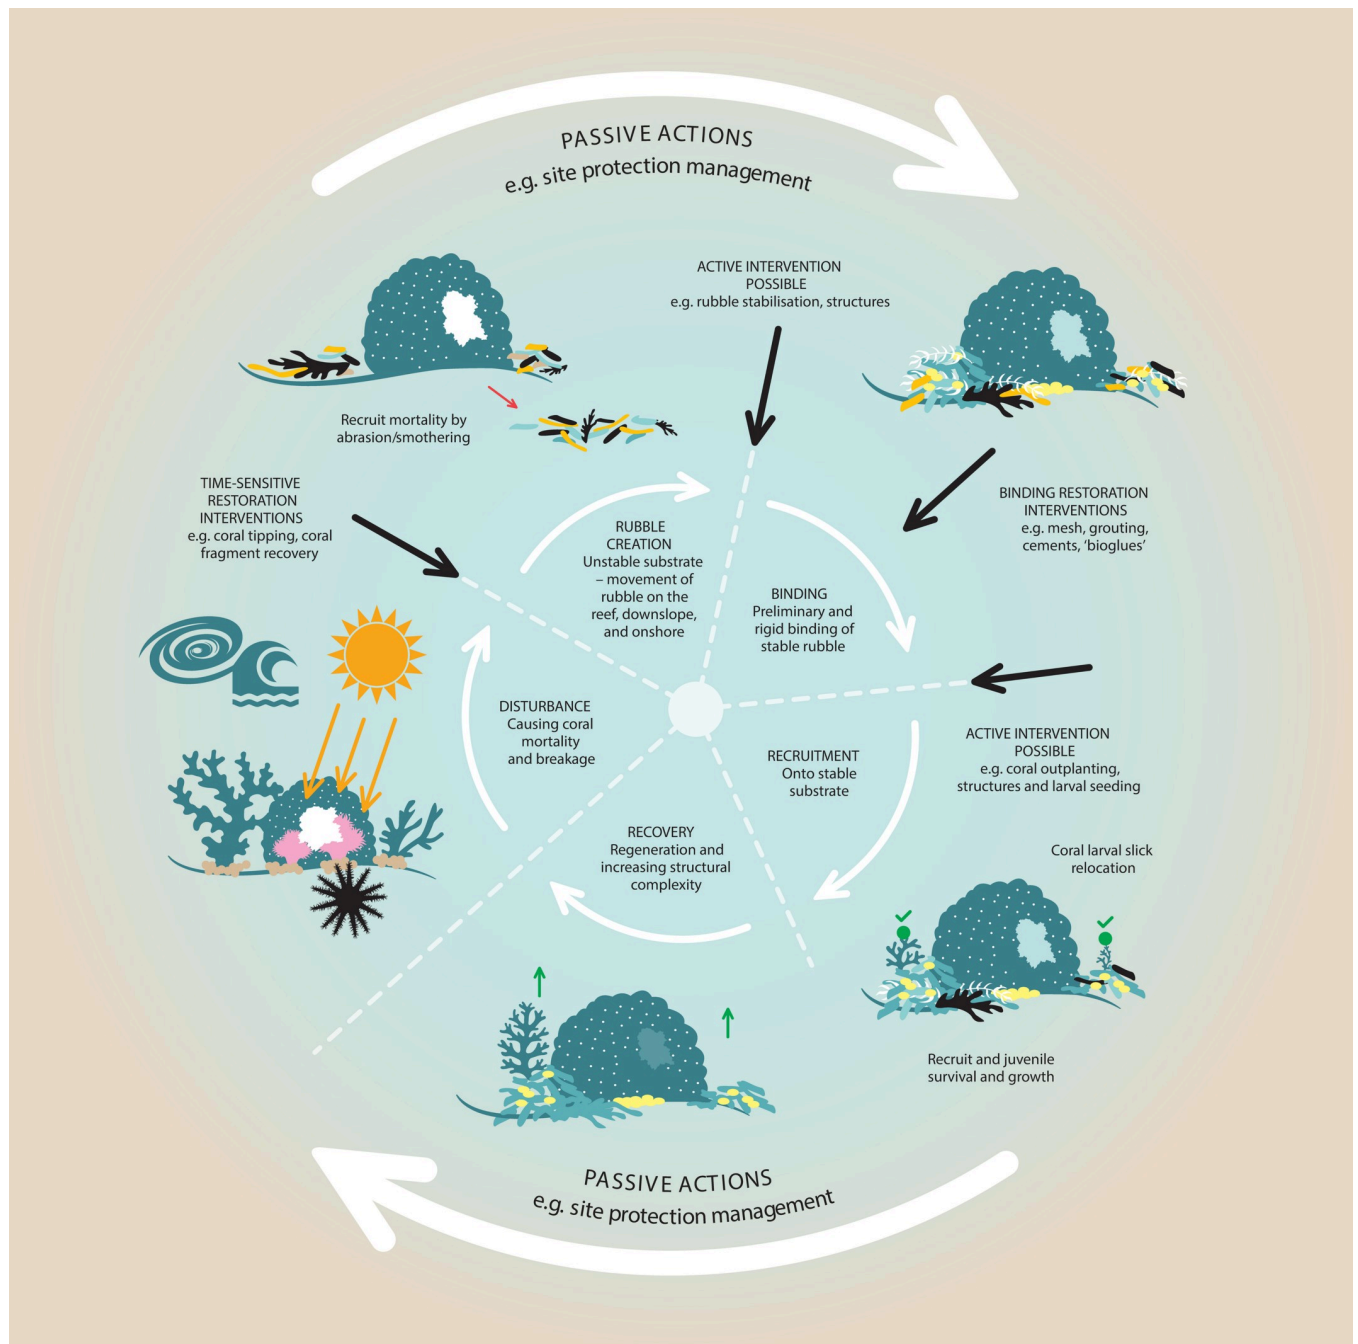 PASSIVE ACTIONS
e.g. site protection management
ACTIVE INTERVENTION
POSSIBLE
e.g. rubble stabilisation, structures
Recruit mortality by
abrasion/smothering
TIME-SENSITIVE
RESTORATION
INTERVENTIONS
e.g. coral tipping, coral
fragment recovery
BINDING RESTORATION
INTERVENTIONS
e.g. mesh, grouting,
cements, ‘bioglues’
RUBBLE
CREATION
Unstable substrate
– movement of
rubble on the
reef, downslope,
and onshore
BINDING
Preliminary and
rigid binding of
stable rubble
DISTURBANCE
Causing coral
mortality
and breakage
RECRUITMENT
Onto stable
substrate
ACTIVE INTERVENTION
POSSIBLE
e.g. coral outplanting,
structures and larval seeding
RECOVERY
Regeneration and
increasing structural
complexity
Coral larval slick
relocation
Recruit and juvenile
survival and growth
PASSIVE ACTIONS
e.g. site protection management